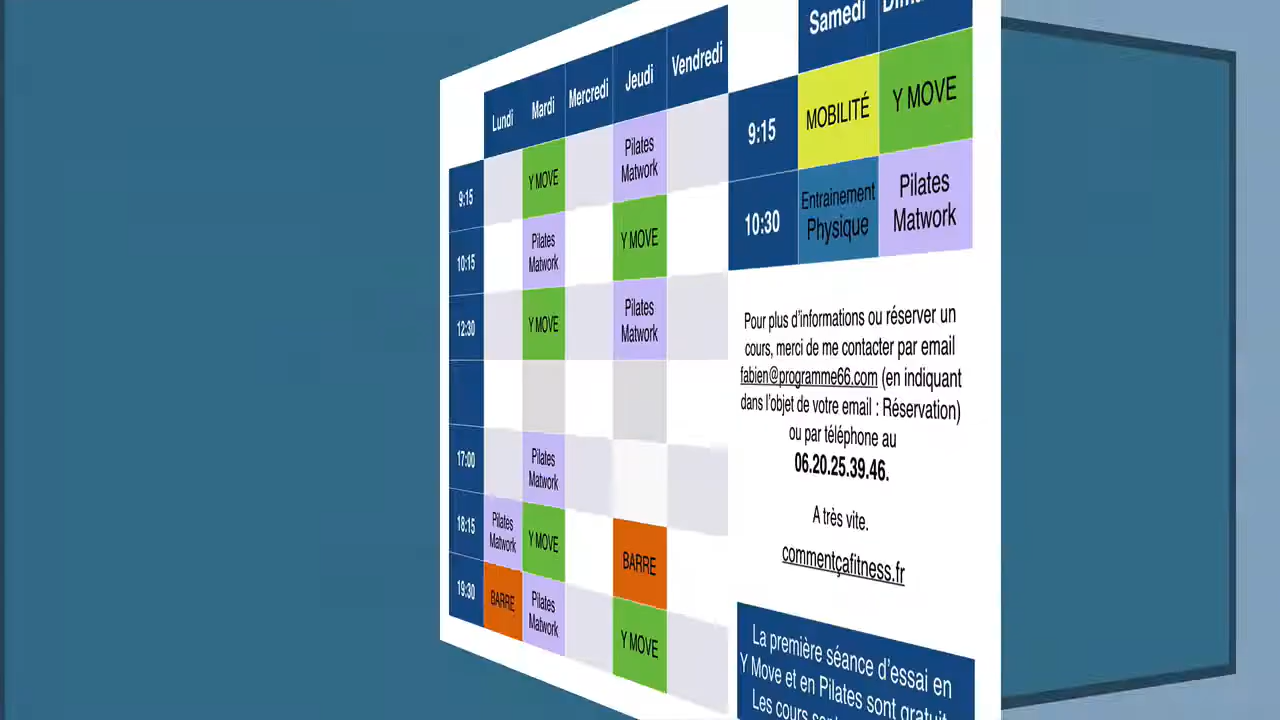 Lundi Mardi Mercredi Jeudi Vendredi
9:15 Y MOVE Pilates Matwork
10:15 Pilates Matwork Y MOVE
12:30 Y MOVE Pilates Matwork
17:00 Pilates Matwork
18:15 Pilates Matwork Y MOVE BARRE
19:30 BARRE Pilates Matwork Y MOVE
Samedi
9:15 MOBILITÉ Y MOVE
10:30 Entrainement Physique Pilates Matwork
Pour plus d'informations ou réserver un
cours, merci de me contacter par email
fabien@programme66.com (en indiquant
dans l'objet de votre email : Réservation)
ou par téléphone au
06.20.25.39.46.
A très vite.
commentçafitness.fr
La première séance d'essai en
Y Move et en Pilates sont
Les cours